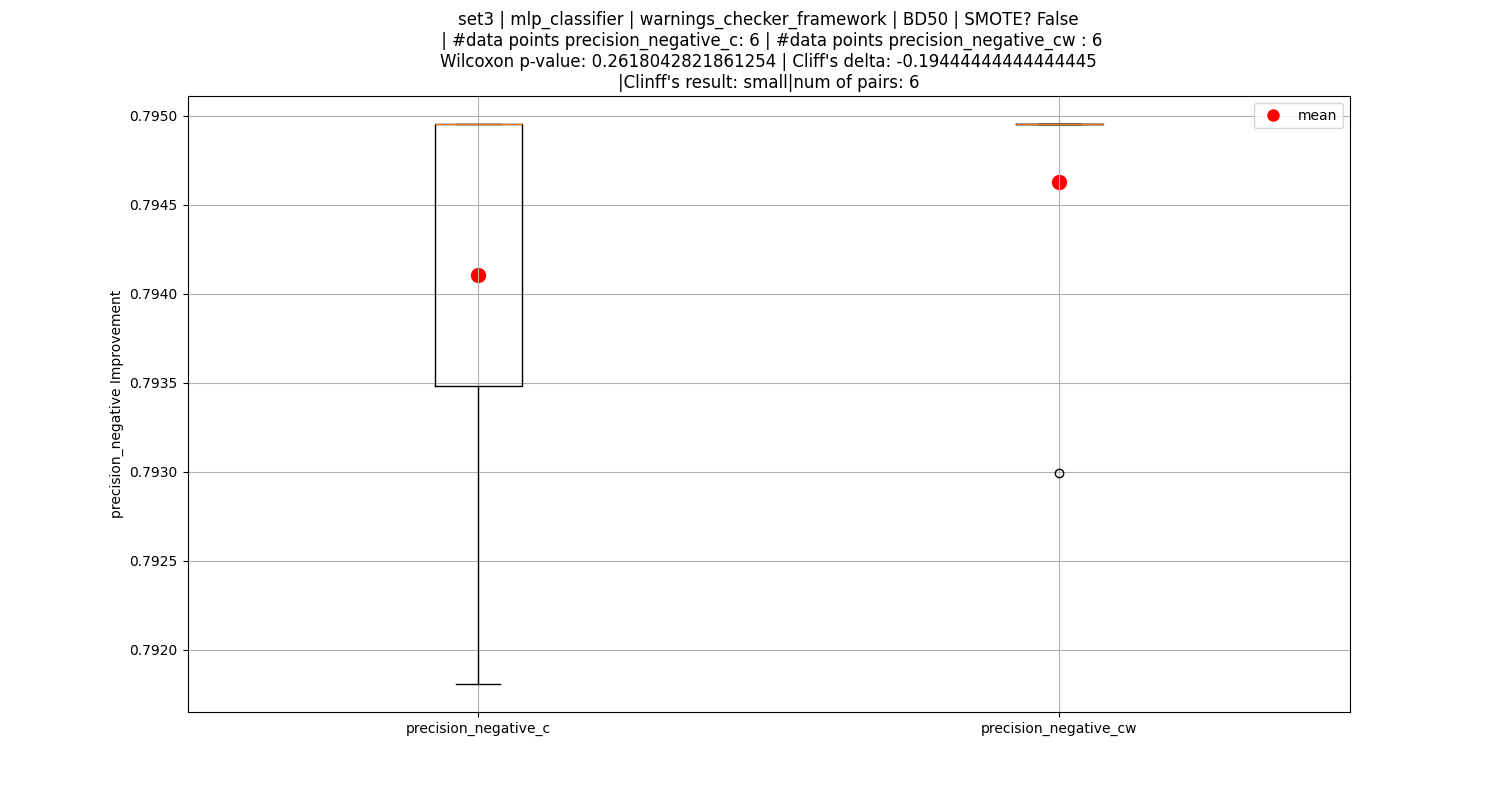 set3 | mlp_classifier | warnings_checker_framework | BD50 | SMOTE? False
| #data points precision_negative_c: 6 | #data points precision_negative_cw : 6
Wilcoxon p-value: 0.2618042821861254 | Cliff's delta: -0.19444444444444445
|Clinff's result: small|num of pairs: 6
mean
precision_negative Improvement
0.7950
0.7945
0.7940
0.7935
0.7930
0.7925
0.7920
precision_negative_c
precision_negative_cw